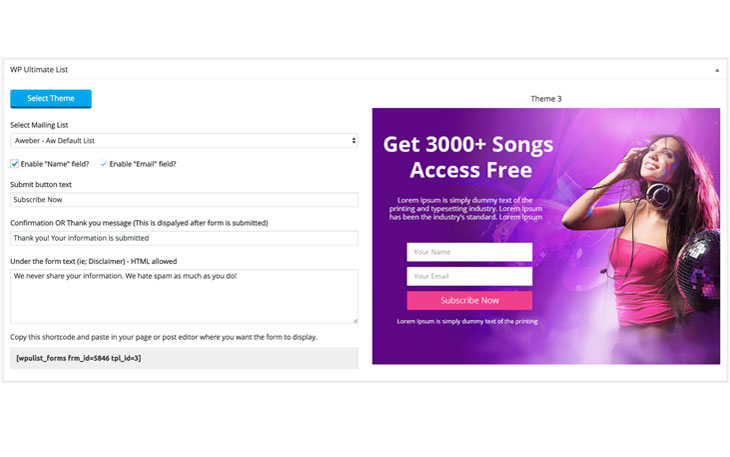 WP Ultimate List
Select Theme
Select Mailing List
Aweber - Aw Default List
Enable "Name" field? Enable "Email" field?
Submit button text
Subscribe Now
Confirmation OR Thank you message (This is dispalyed after form is submitted)
Thank you! Your information is submitted
Under the form text (ie; Disclaimer) - HTML allowed
We never share your information. We hate spam as much as you do!
Copy this shortcode and paste in your page or post editor where you want the form to display.
[wpulist_forms frm_id=5846 tpl_id=3]
Theme 3
Get 3000+ Songs
Access Free
Lorem Ipsum is simply dummy text of the
printing and typesetting industry. Lorem Ipsum
has been the industry's standard. Lorem Ipsum
Your Name
Your Email
Subscribe Now
Lorem Ipsum is simply dummy text of the printing